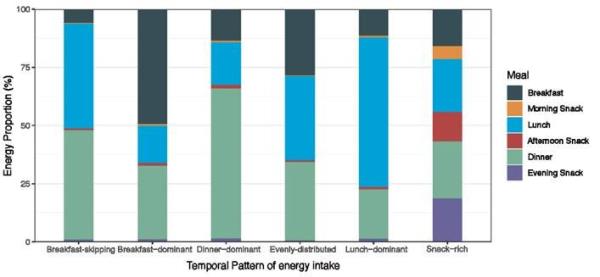 100
75
50
25
0
Energy Proportion (%)
Breakfast-skipping Breakfast-dominant Dinner-dominant Evenly-distributed Lunch-dominant Snack-rich
Temporal Pattern of energy intake
Meal
Breakfast
Morning Snack
Lunch
Afternoon Snack
Dinner
Evening Snack